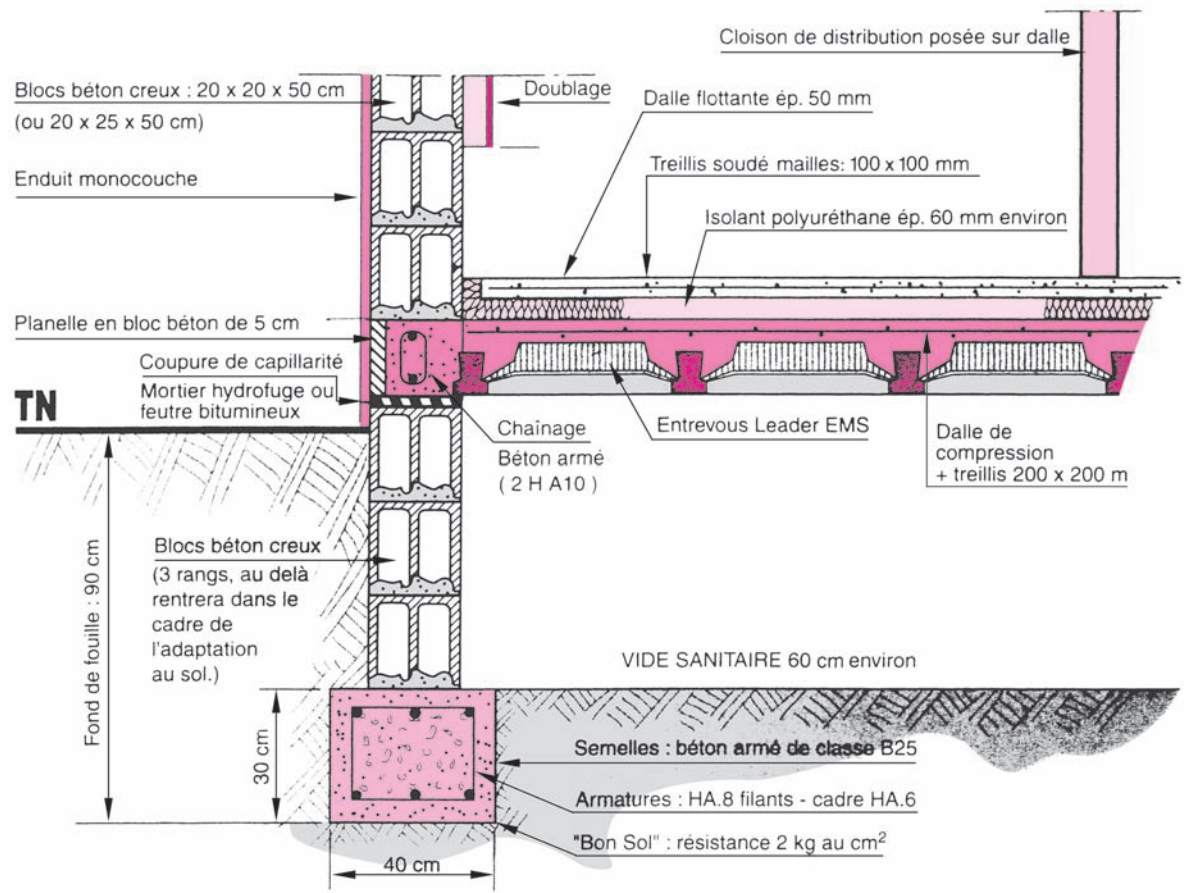 Cloison de distribution posée sur dalle
Blocs béton creux : 20 x 20 x 50 cm
(ou 20 x 25 x 50 cm)
Doublage
Dalle flottante ép. 50 mm
Enduit monocouche
Treillis soudé mailles: 100 x 100 mm
Isolant polyuréthane ép. 60 mm environ
Planelle en bloc béton de 5 cm
Coupure de capillarité
Mortier hydrofuge ou
feutre bitumineux
TN
Chaînage
Béton armé
( 2 H A10 )
Entrevous Leader EMS
Dalle de
compression
+ treillis 200 x 200 m
Fond de fouille : 90 cm
Blocs béton creux
(3 rangs, au delà
rentrera dans le
cadre de
l'adaptation
au sol.)
VIDE SANITAIRE 60 cm environ
30 cm
Semelles : béton armé de classe B25
Armatures : HA.8 filants - cadre HA.6
"Bon Sol" : résistance 2 kg au cm²
40 cm